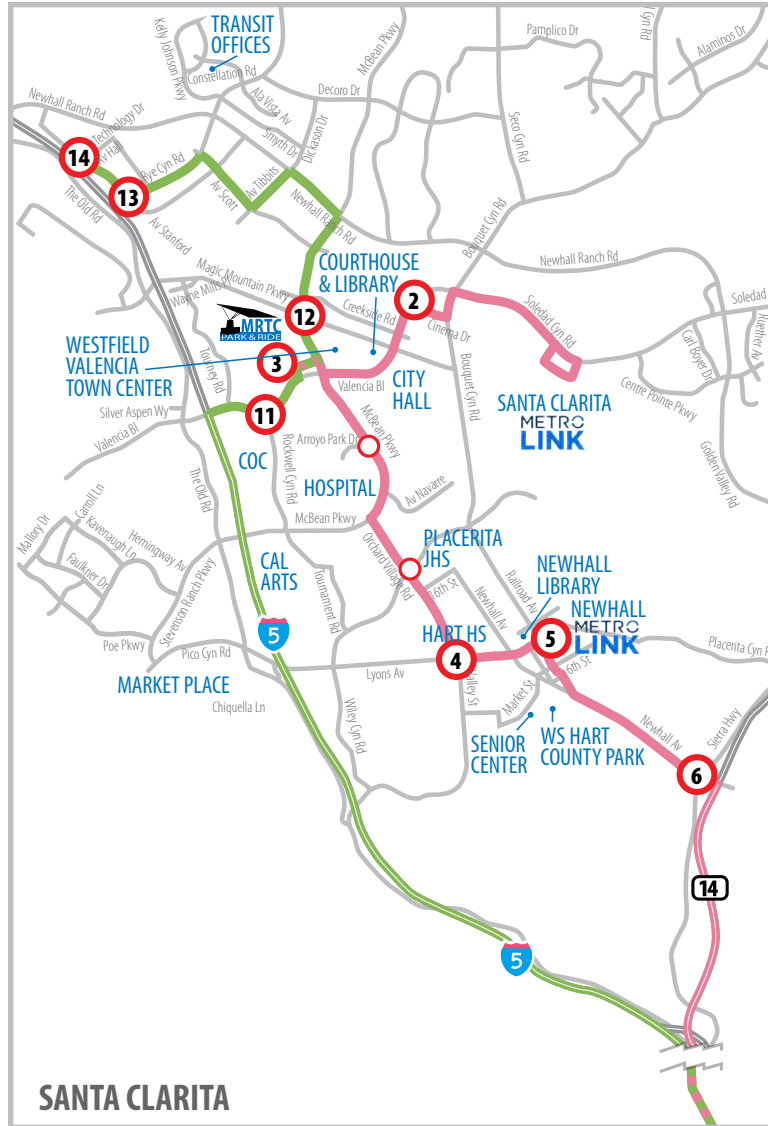 TRANSIT
OFFICES
Kelly Johnson Pkwy
Constellation Rd
McBean Pkwy
Pamplico Dr
Alaminos Dr
Newhall Ranch Rd
Technology Dr
Ala Vista Av
Decoro Dr
Smyth Dr
Dickason Dr
Seco Cyn Rd
14
Av Hall
13
Rye Cyn Rd
Av Tibbits
Av Scott
The Old Rd
Av Stanford
Newhall Ranch Rd
Bouquet Cyn Rd
Newhall Ranch Rd
COURTHOUSE
& LIBRARY
Magic Mountain Pkwy
Creekside Rd
2
Cinema Dr
Soledad Cyn Rd
Soledad
Ruether Av
12
MRTC
PARK & RIDE
WESTFIELD
VALENCIA
TOWN CENTER
3
Tourney Rd
Valencia Bl
CITY
HALL
Bouquet Cyn Rd
Carl Boyer Dr
Centre Pointe Pkwy
SANTA CLARITA
METRO
LINK
Silver Aspen Wy
11
Valencia Bl
COC
Arroyo Park Dr
McBean Pkwy
Rockwell Cyn Rd
Golden Valley Rd
HOSPITAL
Av Navarre
The Old Rd
McBean Pkwy
Mallory Dr
Carroll Ln
Kavenaugh Ln
Hemingway Av
Faulkner Dr
CAL
ARTS
Stevenson Ranch Pkwy
Orchard Village Rd
PLACERITA
JHS
16th St
Railroad Av
Newhall Av
NEWHALL
LIBRARY
NEWHALL
METRO
LINK
Tournament Rd
5
HART HS
5
Placerita Cyn
Poe Pkwy
Pico Cyn Rd
4
6th St
MARKET PLACE
Lyons Av
Market St
Chiquella Ln
Wiley Cyn Rd
SENIOR
CENTER
WS HART
COUNTY PARK
Newhall Av
Sierra Hwy
6
14
5
SANTA CLARITA